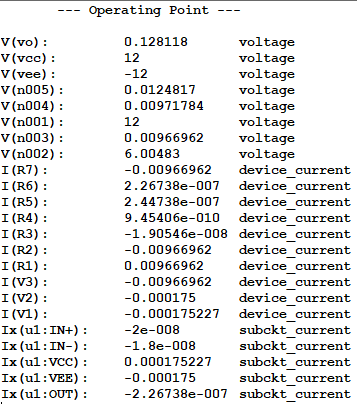 --- Operating Point ---
V(vo): 0.128118 voltage
V(vcc): 12 voltage
V(vee): -12 voltage
V(n005): 0.0124817 voltage
V(n004): 0.00971784 voltage
V(n001): 12 voltage
V(n003): 0.00966962 voltage
V(n002): 6.00483 voltage
I(R7): -0.00966962 device_current
I(R6): 2.26738e-007 device_current
I(R5): 2.44738e-007 device_current
I(R4): 9.45406e-010 device_current
I(R3): -1.90546e-008 device_current
I(R2): -0.00966962 device_current
I(R1): 0.00966962 device_current
I(V3): -0.00966962 device_current
I(V2): -0.000175 device_current
I(V1): -0.000175227 device_current
Ix(u1:IN+): -2e-008 subckt_current
Ix(u1:IN-): -1.8e-008 subckt_current
Ix(u1:VCC): 0.000175227 subckt_current
Ix(u1:VEE): -0.000175 subckt_current
Ix(u1:OUT): -2.26738e-007 subckt_current